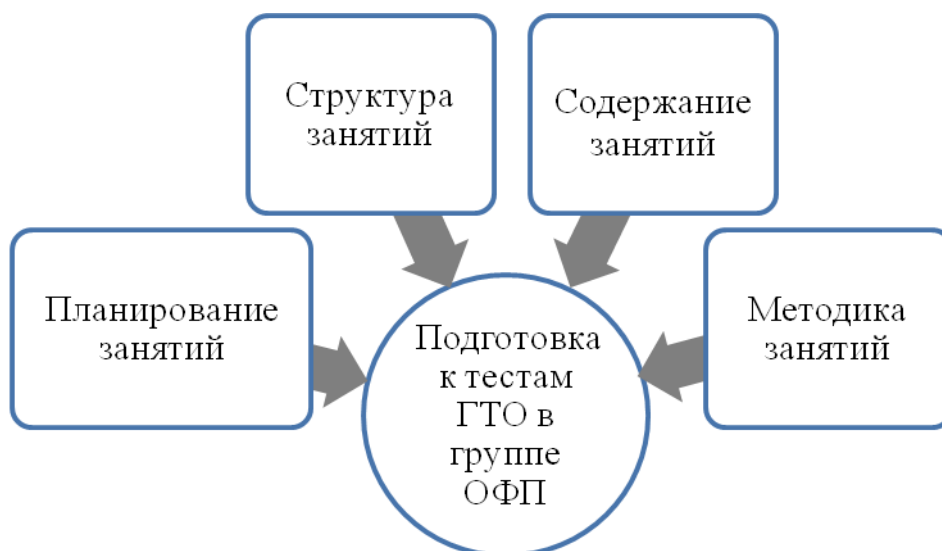 Структура
занятий
Содержание
занятий
Планирование
занятий
Методика
занятий
Подготовка
к тестам
ГТО в
группе
ОФП